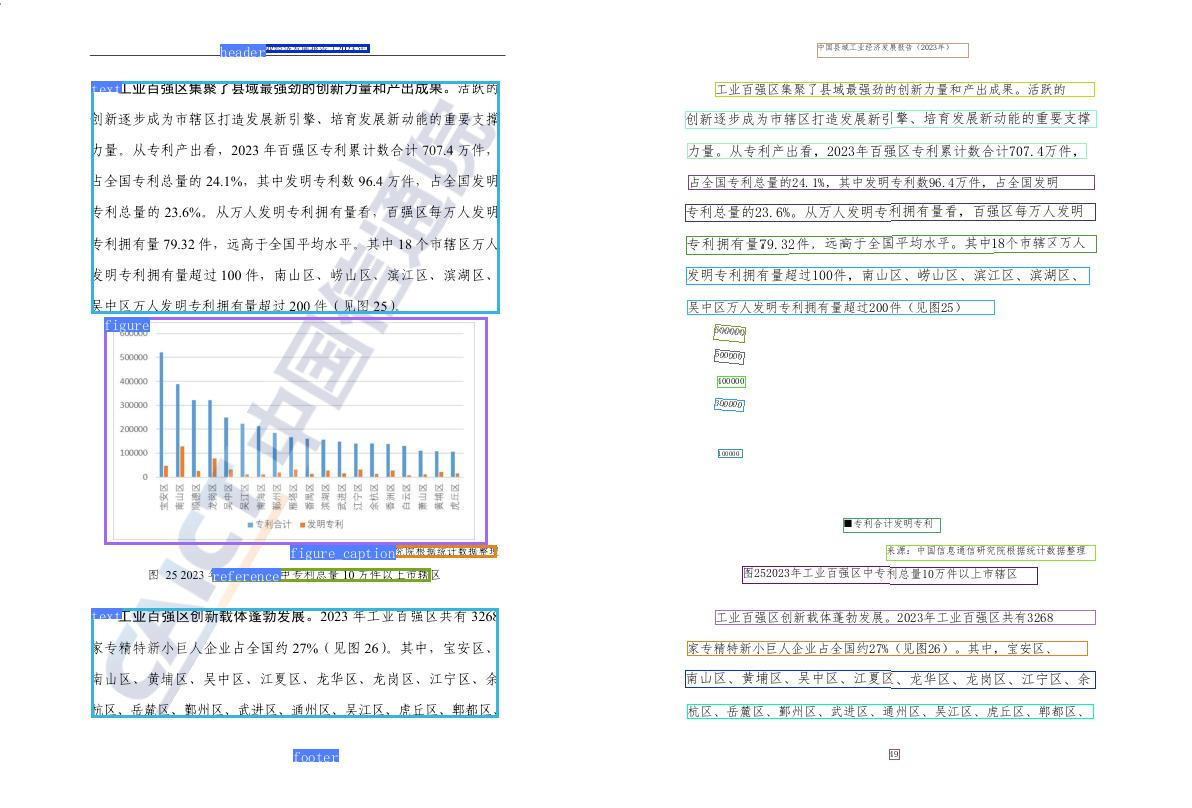 header
text 工业百强区集聚了县域最强劲的创新力量和产出成果。活跃的
创新逐步成为市辖区打造发展新引擎、培育发展新动能的重要支撑
力量。从专利产出看，2023 年百强区专利累计数合计 707.4 万件，
占全国专利总量的 24.1%，其中发明专利数 96.4 万件，占全国发明
专利总量的 23.6%。从万人发明专利拥有量看，百强区每万人发明
专利拥有量 79.32 件，远高于全国平均水平。其中 18 个市辖区万人
发明专利拥有量超过 100 件，南山区、崂山区、滨江区、滨湖区、
吴中区万人发明专利拥有量超过 200 件（见图 25）。
figure
600000
500000
400000
300000
200000
100000
0
宝安区 南山区 顺德区 龙岗区 吴中区 吴江区 南海区 鄞州区 雁塔区 番禺区 滨湖区 武进区 江宁区 余杭区 香洲区 白云区 萧山区 黄埔区 虎丘区
专利合计 发明专利
figure_caption 究院根据统计数据整理
图 25 2023 年 reference 中专利总量 10 万件以上市辖区
text 工业百强区创新载体蓬勃发展。2023 年工业百强区共有 3268
家专精特新小巨人企业占全国约 27%（见图 26）。其中，宝安区、
南山区、黄埔区、吴中区、江夏区、龙华区、龙岗区、江宁区、余
杭区、岳麓区、鄞州区、武进区、通州区、吴江区、虎丘区、郫都区、
footer
CAICT 中国信通院
中国县域工业经济发展报告（2023年）
工业百强区集聚了县域最强劲的创新力量和产出成果。活跃的
创新逐步成为市辖区打造发展新引擎、培育发展新动能的重要支撑
力量。从专利产出看，2023年百强区专利累计数合计707.4万件，
占全国专利总量的24.1%，其中发明专利数96.4万件，占全国发明
专利总量的23.6%。从万人发明专利拥有量看，百强区每万人发明
专利拥有量79.32件，远高于全国平均水平。其中18个市辖区万人
发明专利拥有量超过100件，南山区、崂山区、滨江区、滨湖区、
吴中区万人发明专利拥有量超过200件（见图25）
600000
500000
400000
300000
100000
■专利合计发明专利
来源：中国信息通信研究院根据统计数据整理
图252023年工业百强区中专利总量10万件以上市辖区
工业百强区创新载体蓬勃发展。2023年工业百强区共有3268
家专精特新小巨人企业占全国约27%（见图26）。其中，宝安区、
南山区、黄埔区、吴中区、江夏区、龙华区、龙岗区、江宁区、余
杭区、岳麓区、鄞州区、武进区、通州区、吴江区、虎丘区、郫都区、
19